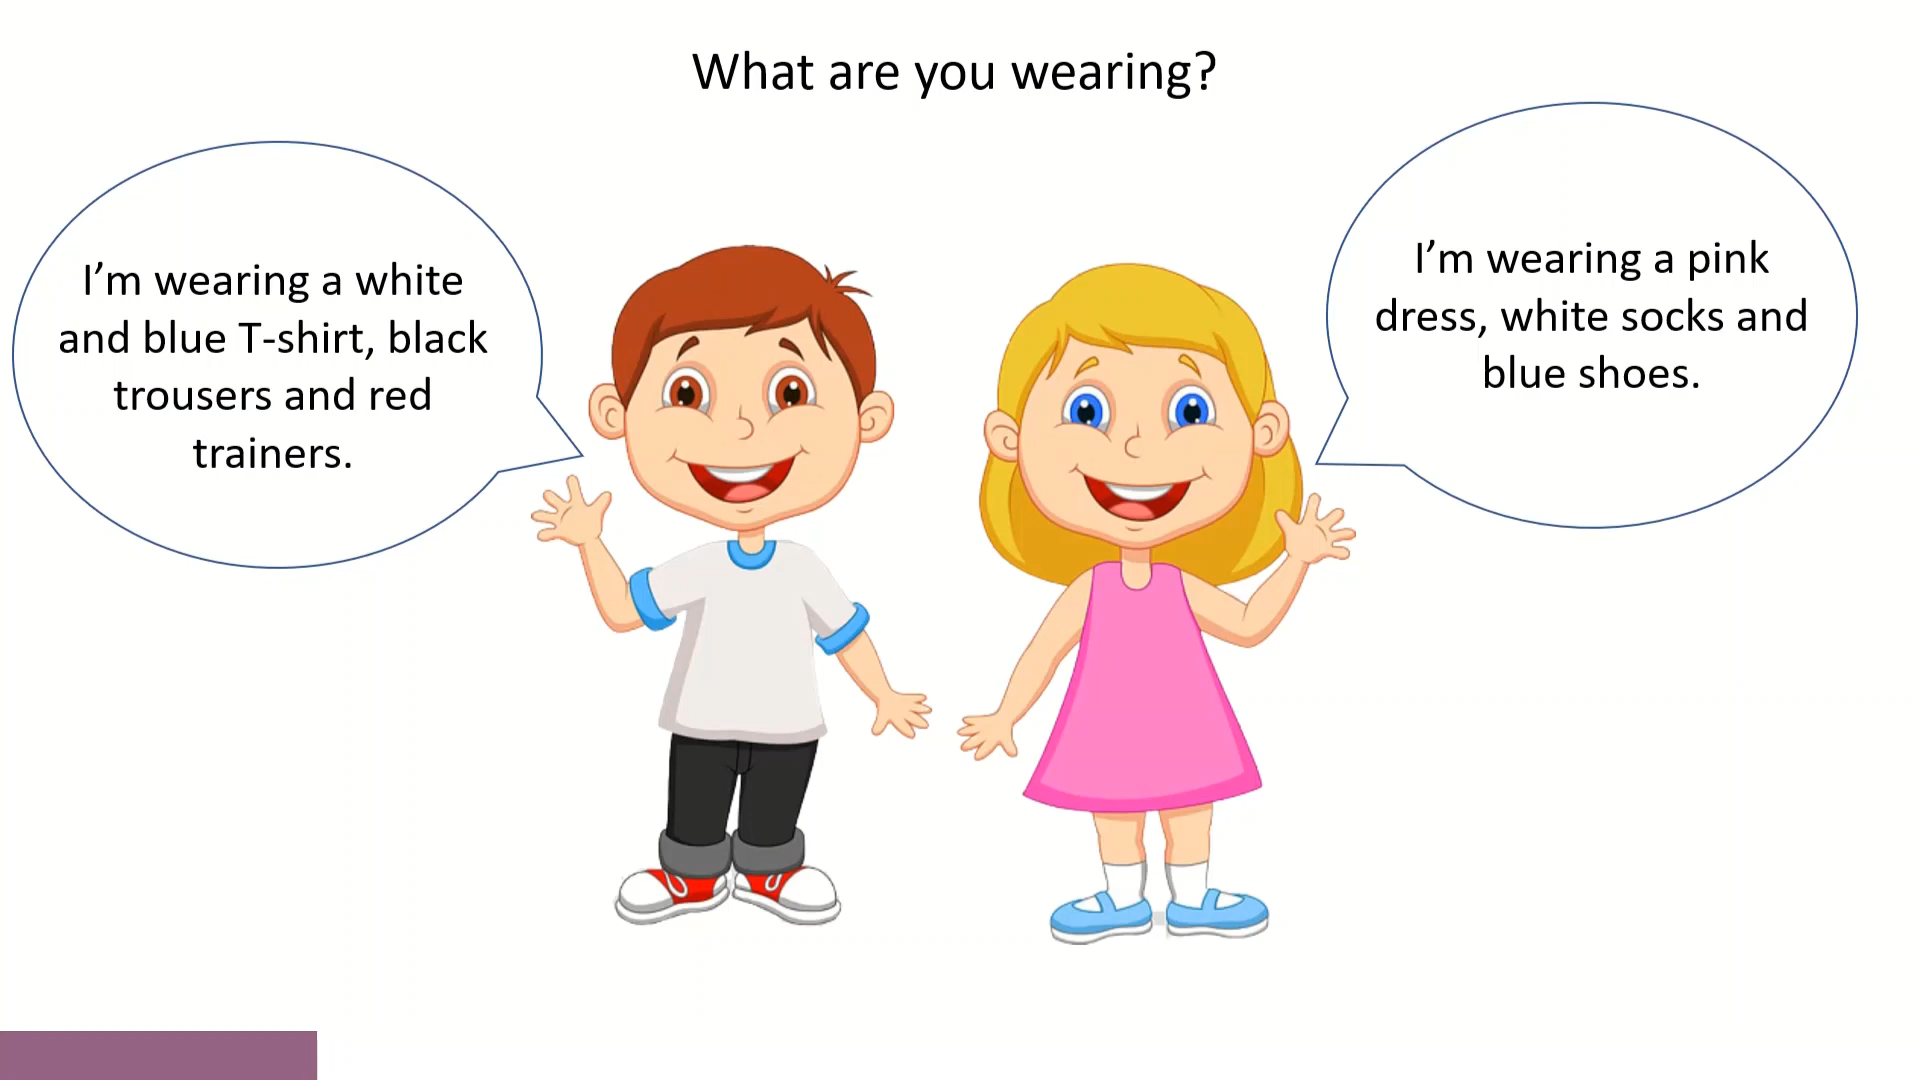 What are you wearing?
I’m wearing a white
and blue T-shirt, black
trousers and red
trainers.
I’m wearing a pink
dress, white socks and
blue shoes.